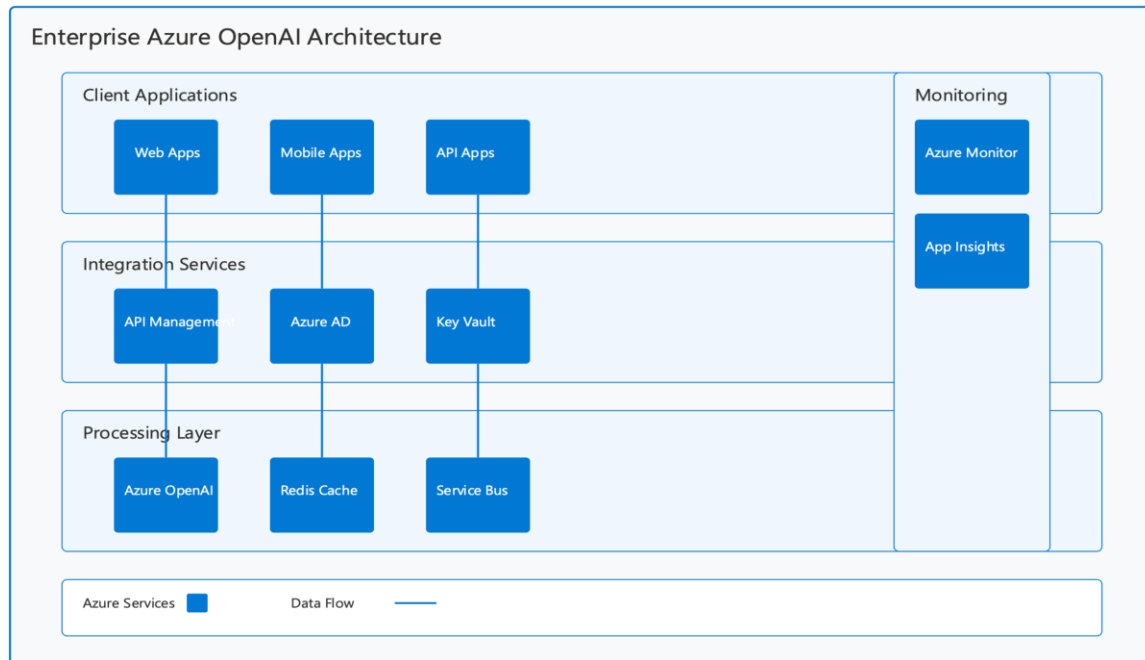 Enterprise Azure OpenAI Architecture
Client Applications
Monitoring
Web Apps
Mobile Apps
API Apps
Azure Monitor
App Insights
Integration Services
API Management
Azure AD
Key Vault
Processing Layer
Azure OpenAI
Redis Cache
Service Bus
Azure Services
Data Flow